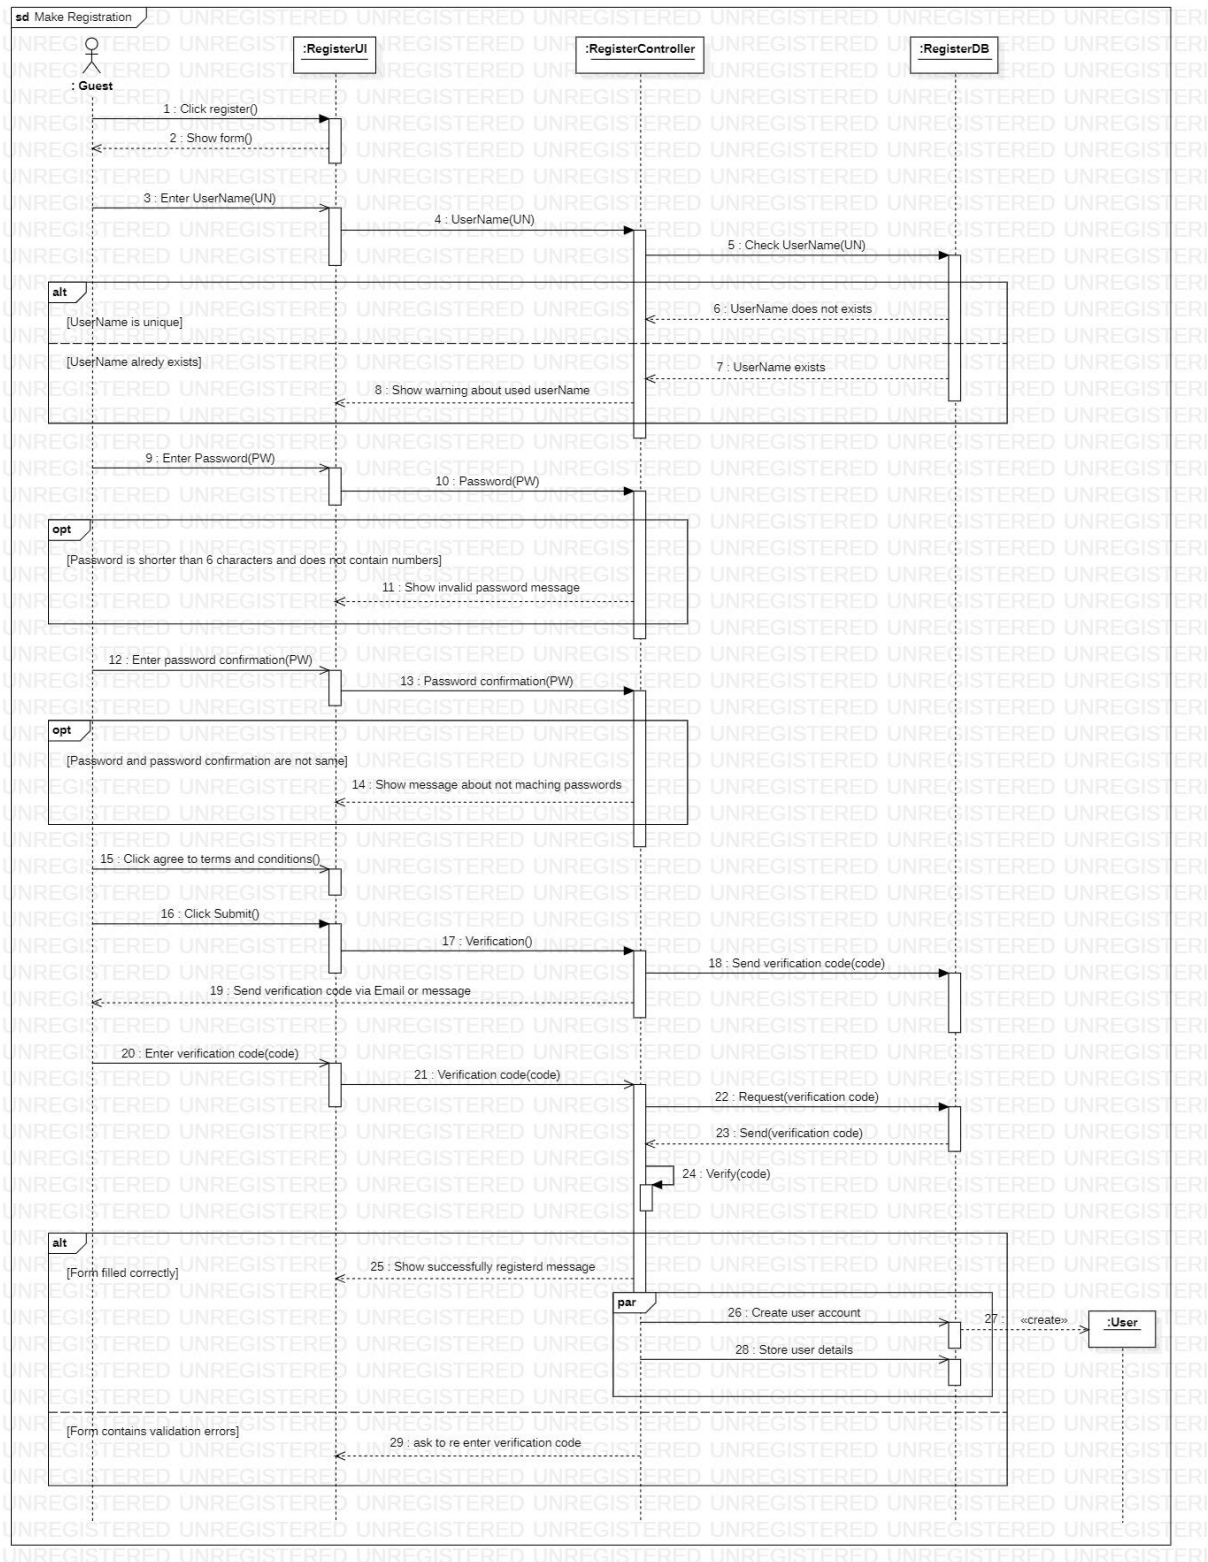 sd Make Registration
: Guest
:RegisterUI
:RegisterController
:RegisterDB
1 : Click register()
2 : Show form()
3 : Enter UserName(UN)
4 : UserName(UN)
5 : Check UserName(UN)
alt
6 : UserName does not exists
[UserName is unique]
[UserName alredy exists]
7 : UserName exists
8 : Show warning about used userName
9 : Enter Password(PW)
10 : Password(PW)
opt
[Password is shorter than 6 characters and does not contain numbers]
11 : Show invalid password message
12 : Enter password confirmation(PW)
13 : Password confirmation(PW)
opt
[Password and password confirmation are not same]
14 : Show message about not maching passwords
15 : Click agree to terms and conditions()
16 : Click Submit()
17 : Verification()
18 : Send verification code(code)
19 : Send verification code via Email or message
20 : Enter verification code(code)
21 : Verification code(code)
22 : Request(verification code)
23 : Send(verification code)
24 : Verify(code)
alt
25 : Show successfully registerd message
[Form filled correctly]
par
26 : Create user account
27 : «create»
:User
28 : Store user details
[Form contains validation errors]
29 : ask to re enter verification code
UNREGISTERED